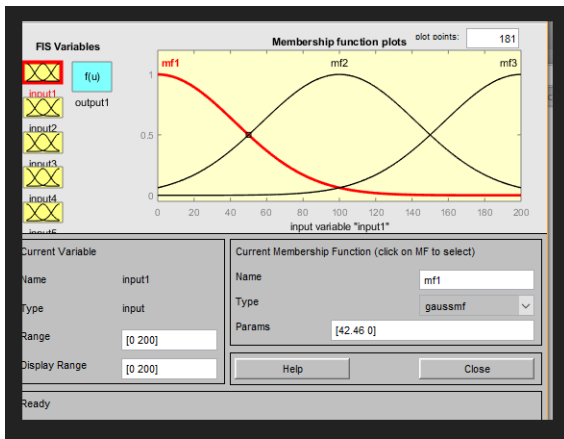 FIS Variables
f(u)
input1
output1
input2
input3
input4
input5
Membership function plots
plot points:
181
mf1
mf2
mf3
1
0.5
0
0 20 40 60 80 100 120 140 160 180 200
input variable "input1"
Current Variable
Name input1
Type input
Range [0 200]
Display Range [0 200]
Current Membership Function (click on MF to select)
Name mf1
Type gaussmf
Params [42.46 0]
Help
Close
Ready